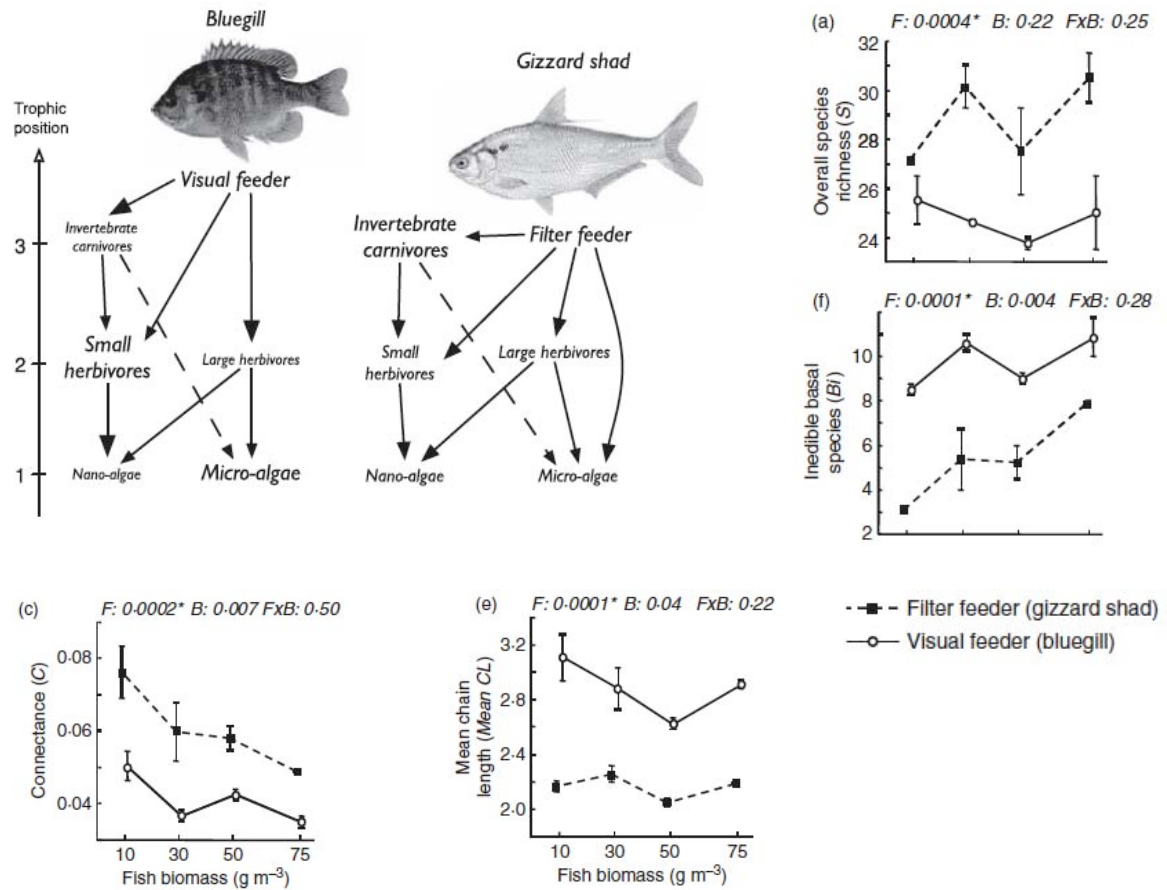 Bluegill
Gizzard shad
Trophic
position
3
2
1
Visual feeder
Invertebrate
carnivores
Small
herbivores
Large herbivores
Nano-algae
Micro-algae
Invertebrate
carnivores
Filter feeder
Small
herbivores
Large herbivores
Nano-algae
Micro-algae
(a) F: 0·0004* B: 0·22 FxB: 0·25
Overall species
richness (S)
32
30
28
26
24
(f) F: 0·0001* B: 0·004 FxB: 0·28
Inedible basal
species (Bi)
10
8
6
4
2
(c) F: 0·0002* B: 0·007 FxB: 0·50
Connectance (C)
0·08
0·06
0·04
10 30 50 75
Fish biomass (g m⁻³)
(e) F: 0·0001* B: 0·04 FxB: 0·22
Mean chain
length (Mean CL)
3·2
2·8
2·4
2·0
10 30 50 75
Fish biomass (g m⁻³)
Filter feeder (gizzard shad)
Visual feeder (bluegill)